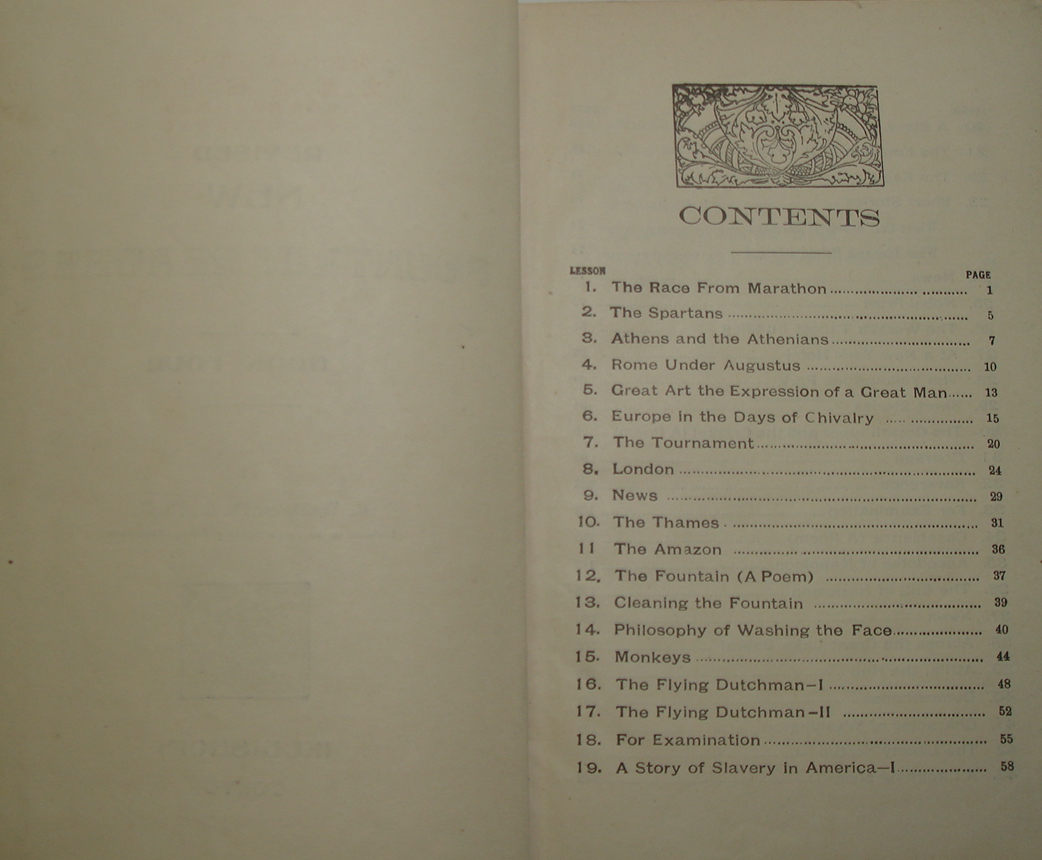 CONTENTS
LESSON PAGE
1. The Race From Marathon...................... ........... 1
2. The Spartans .................................................. 5
3. Athens and the Athenians................................... 7
4. Rome Under Augustus ........................................ 10
5. Great Art the Expression of a Great Man...... 13
6. Europe in the Days of Chivalry ..... ................ 15
7. The Tournament...................................................... 20
8. London ........................................................................ 24
9. News ............................................................................ 29
10. The Thames . ............................................................ 31
11 The Amazon ............................................................. 36
12. The Fountain (A Poem) ...................................... 37
13. Cleaning the Fountain .......................................... 39
14. Philosophy of Washing the Face...................... 40
15. Monkeys ...................................................................... 44
16. The Flying Dutchman—I ....................................... 48
17. The Flying Dutchman—II ................................... 52
18. For Examination........................................................ 55
19. A Story of Slavery in America—I...................... 58